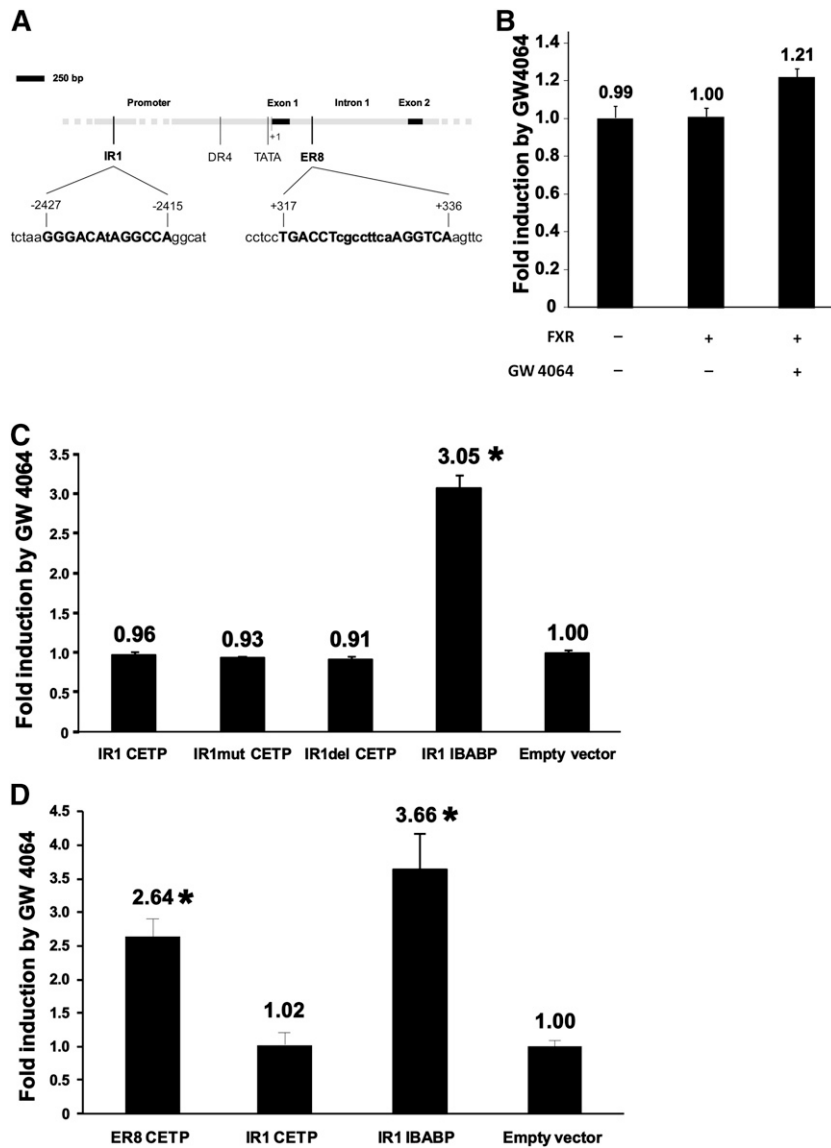 A
250 bp
Promoter Exon 1 Intron 1 Exon 2
+1
IR1 DR4 TATA ER8
-2427 -2415 +317 +336
tctaaGGGACAtAGGCCAggcat cctccTGACCTcgccttcaAGGTCAagttc
B
Fold induction by GW4064
1.4
1.2
1.0
0.8
0.6
0.4
0.2
0
0.99 1.00 1.21
FXR – + +
GW 4064 – – +
C
Fold induction by GW 4064
3.5
3.0
2.5
2.0
1.5
1.0
0.5
0
0.96 0.93 0.91 3.05 * 1.00
IR1 CETP IR1mut CETP IR1del CETP IR1 IBABP Empty vector
D
Fold induction by GW 4064
4.5
4.0
3.5
3.0
2.5
2.0
1.5
1.0
0.5
0
2.64 * 1.02 3.66 * 1.00
ER8 CETP IR1 CETP IR1 IBABP Empty vector